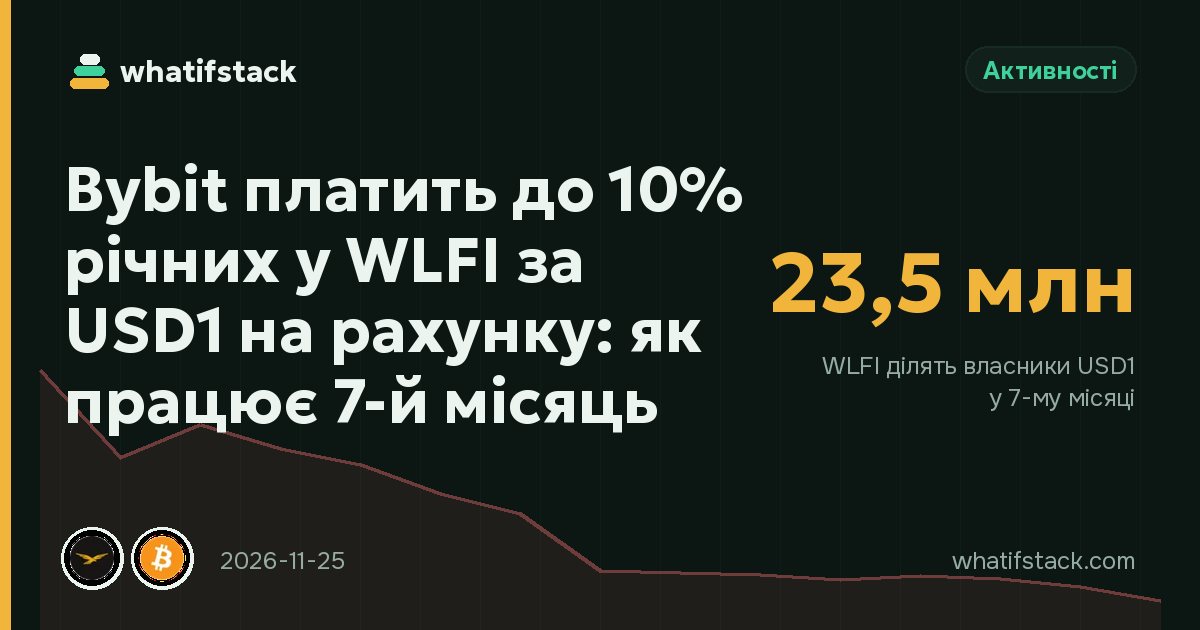 whatifstack
Активності
Bybit платить до 10%
річних у WLFI за
USD1 на рахунку: як
працює 7-й місяць
23,5 млн
WLFI ділять власники USD1
у 7-му місяці
2026-11-25
whatifstack.com